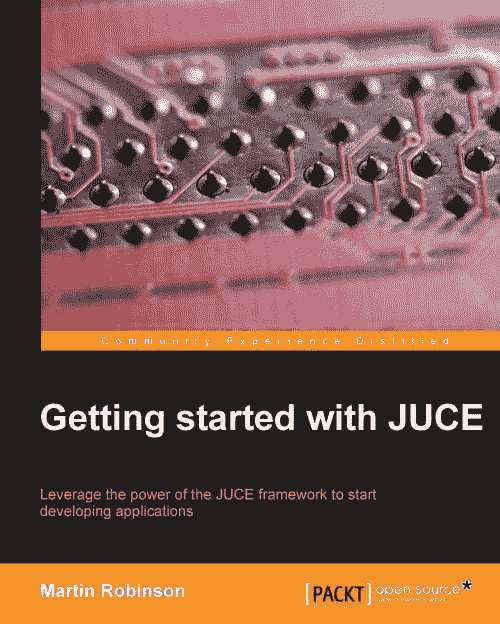 Community Experience Distilled
Getting started with JUCE
Leverage the power of the JUCE framework to start
developing applications
Martin Robinson
[PACKT] open source*